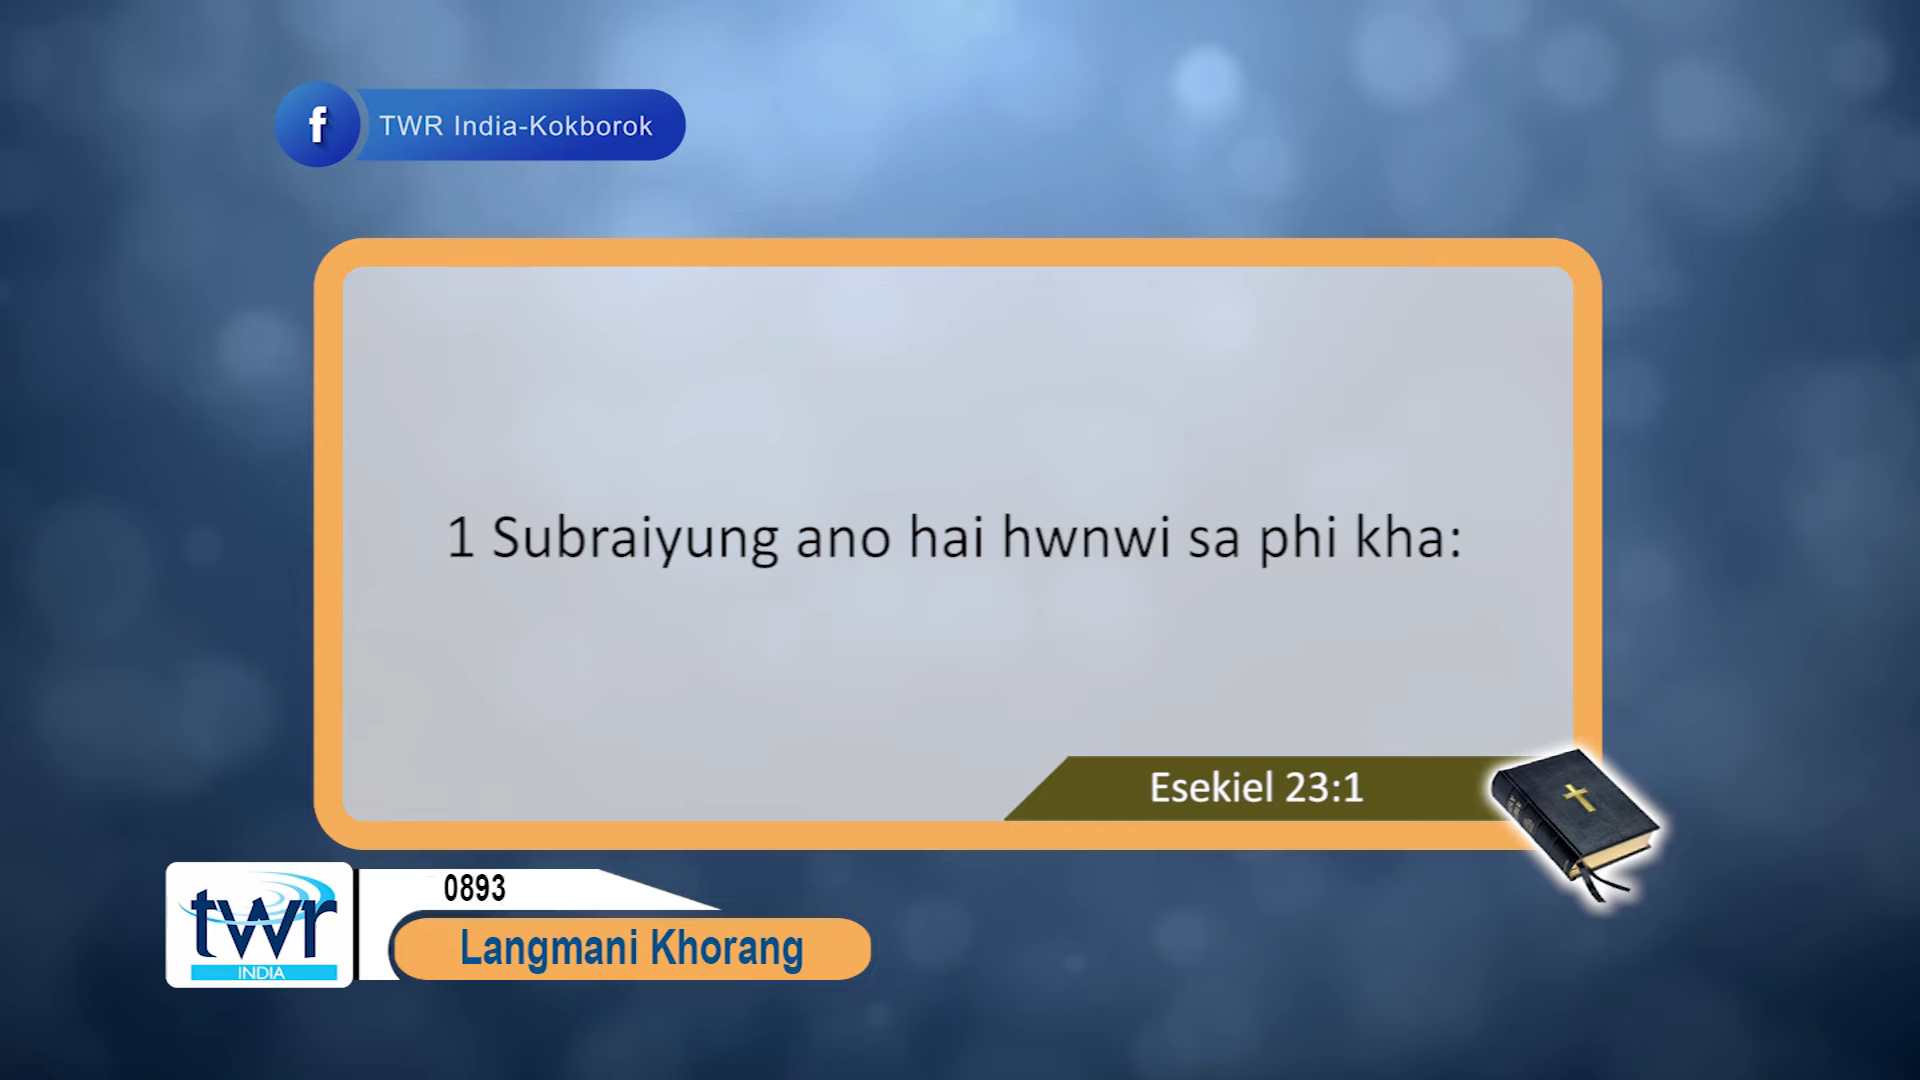 f
TWR India-Kokborok
1 Subraiyung ano hai hwnwi sa phi kha:
Esekiel 23:1
0893
twr
INDIA
Langmani Khorang